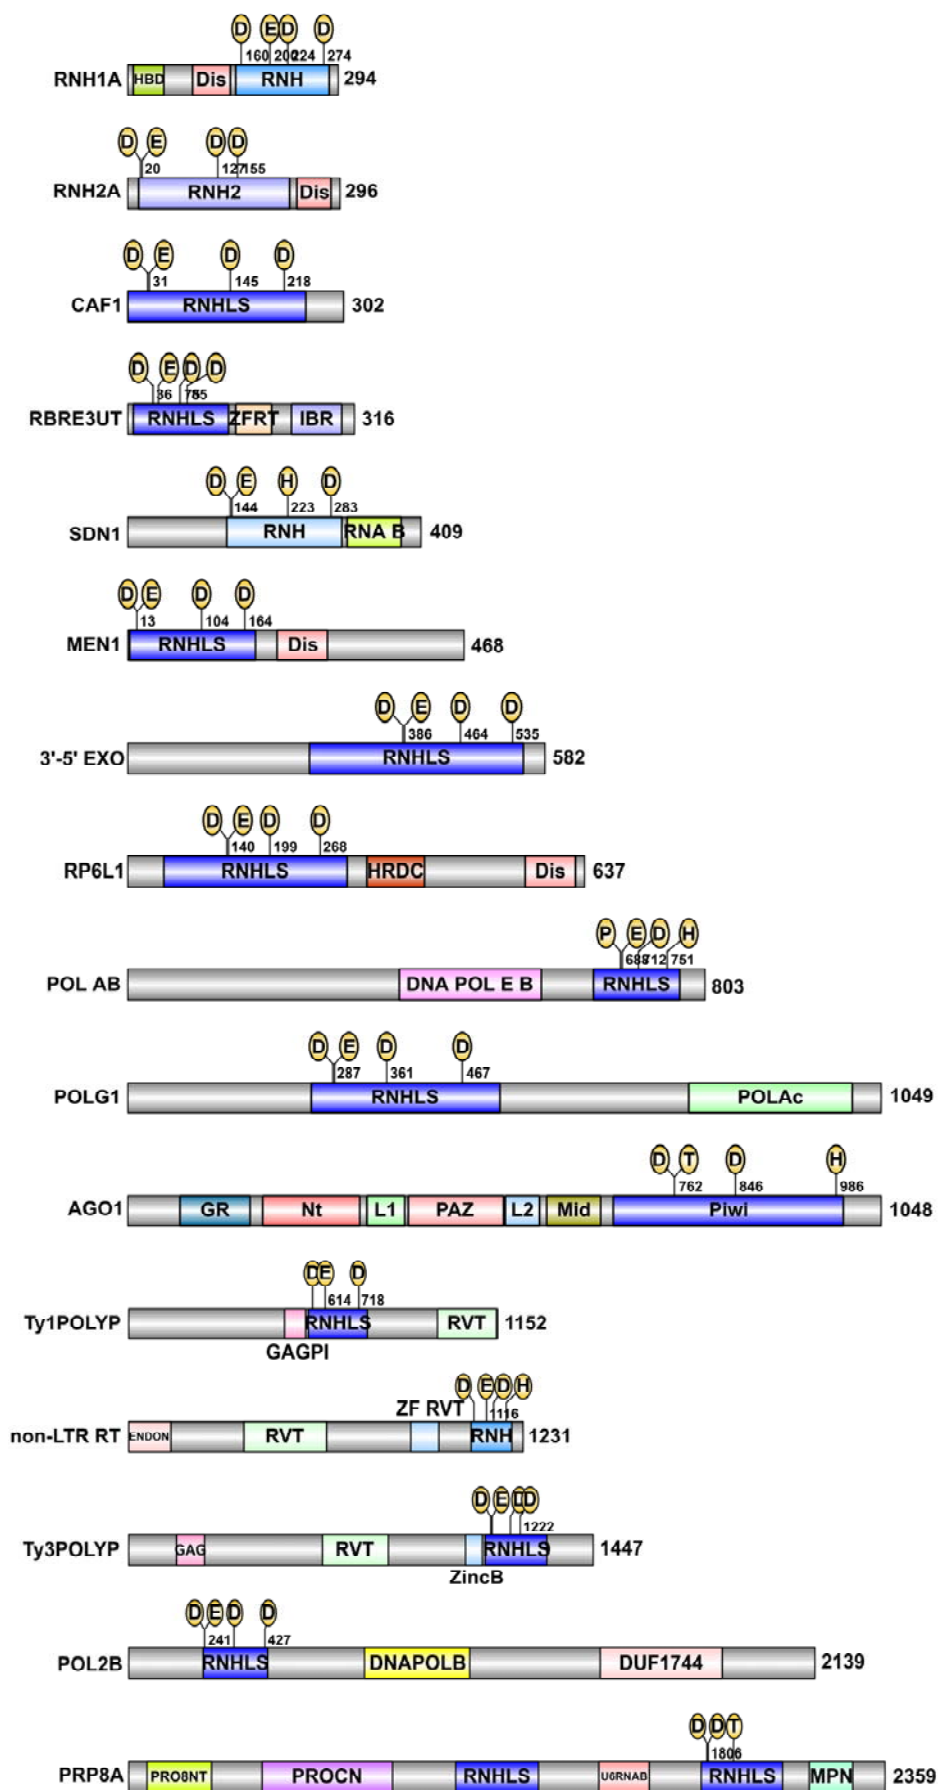 D E D D
160 200 224 274
RNH1A HBD Dis RNH 294
D E D D
20 127 155
RNH2A RNH2 Dis 296
D E D D
31 145 218
CAF1 RNHLS 302
D E D D
36 85
RBRE3UT RNHLS ZFRT IBR 316
D E H D
144 223 283
SDN1 RNH RNA B 409
D E D D
13 104 164
MEN1 RNHLS Dis 468
D E D D
386 464 535
3'-5' EXO RNHLS 582
D E D D
140 199 268
RP6L1 RNHLS HRDC Dis 637
P E D H
688 712 751
POL AB DNA POL E B RNHLS 803
D E D D
287 361 467
POLG1 RNHLS POLAc 1049
D T D H
762 846 986
AGO1 GR Nt L1 PAZ L2 Mid Piwi 1048
D E D
614 718
Ty1POLYP RNHLS RVT 1152
GAGPI
D E D H
ZF RVT 1116
non-LTR RT ENDON RVT RNH 1231
D E D D
1222
Ty3POLYP GAG RVT RNHLS 1447
ZincB
D E D D
241 427
POL2B RNHLS DNAPOLB DUF1744 2139
D D T
1806
PRP8A PRO8NT PROCN RNHLS U6RNAB RNHLS MPN 2359